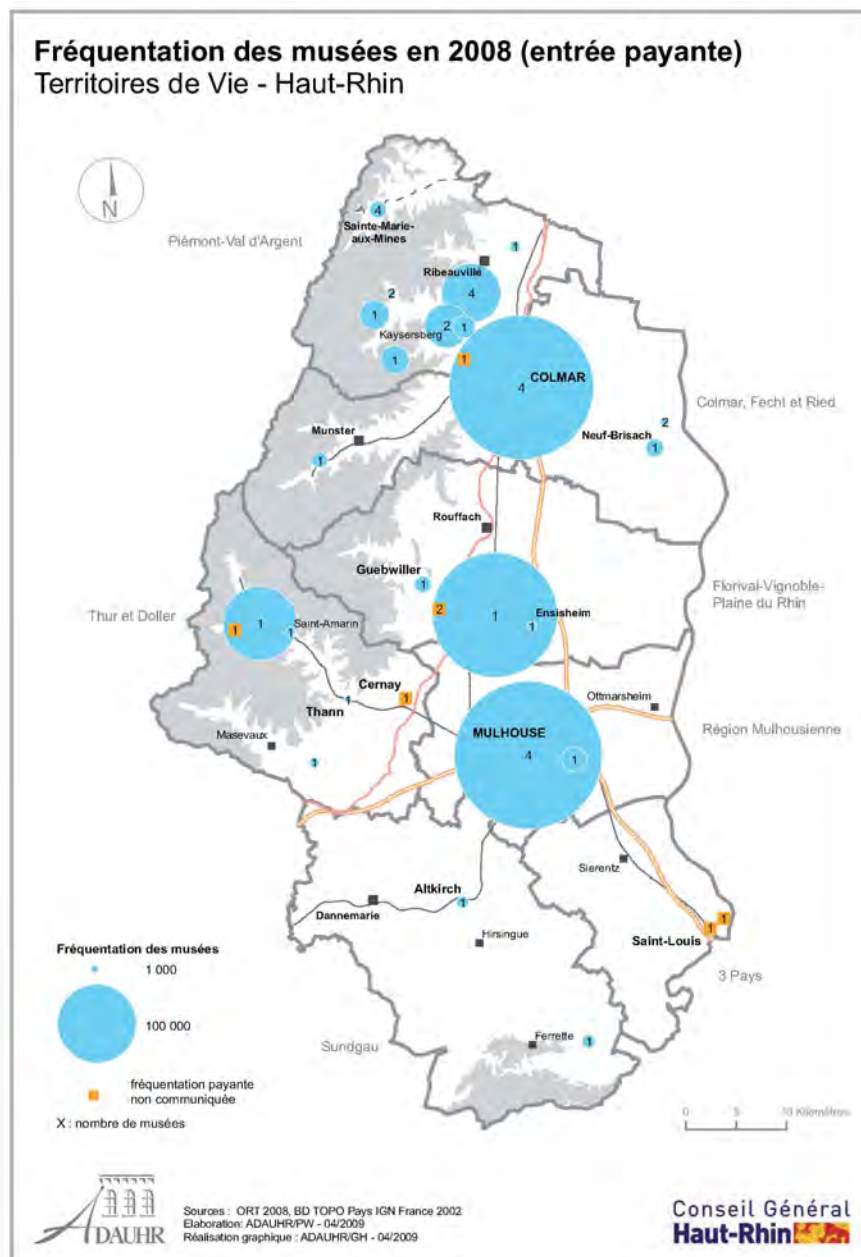 Fréquentation des musées en 2008 (entrée payante)
Territoires de Vie - Haut-Rhin
N
4
Sainte-Marie-
aux-Mines
Piémont-Val d'Argent
1
Ribeauvillé
4
2
1
2
1
Kaysersberg
1
1
COLMAR
4
Colmar, Fecht et Ried
Munster
1
2
Neuf-Brisach
1
Rouffach
Guebwiller
1
2
1
Ensisheim
1
Florival-Vignoble-
Plaine du Rhin
Thur et Doller
1
1
1
Saint-Amarin
Cernay
1
Thann
1
Ottmarsheim
MULHOUSE
4
1
Région Mulhousienne
Masevaux
1
Sierentz
Altkirch
1
Dannemarie
1
1
Saint-Louis
Hirsingue
3 Pays
Fréquentation des musées
1 000
100 000
Ferrette
1
Sundgau
fréquentation payante
non communiquée
X : nombre de musées
0 5 10 Kilomètres
ADAUHR
Sources : ORT 2008, BD TOPO Pays IGN France 2002
Elaboration: ADAUHR/PW - 04/2009
Réalisation graphique : ADAUHR/GH - 04/2009
Conseil Général
Haut-Rhin